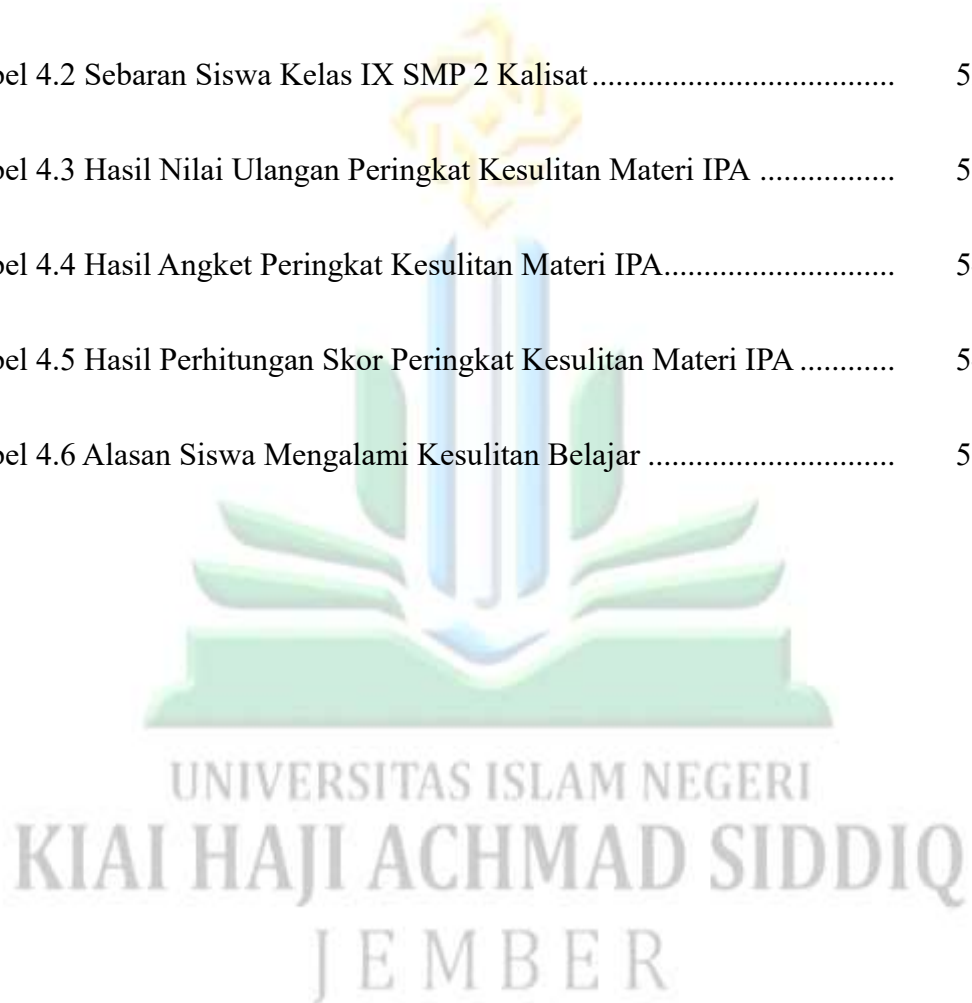 bel 4.2 Sebaran Siswa Kelas IX SMP 2 Kalisat.................................... 5
bel 4.3 Hasil Nilai Ulangan Peringkat Kesulitan Materi IPA ................ 5
bel 4.4 Hasil Angket Peringkat Kesulitan Materi IPA........................... 5
bel 4.5 Hasil Perhitungan Skor Peringkat Kesulitan Materi IPA ............ 5
bel 4.6 Alasan Siswa Mengalami Kesulitan Belajar ............................. 5
UNIVERSITAS ISLAM NEGERI
KIAI HAJI ACHMAD SIDDIQ
JEMBER